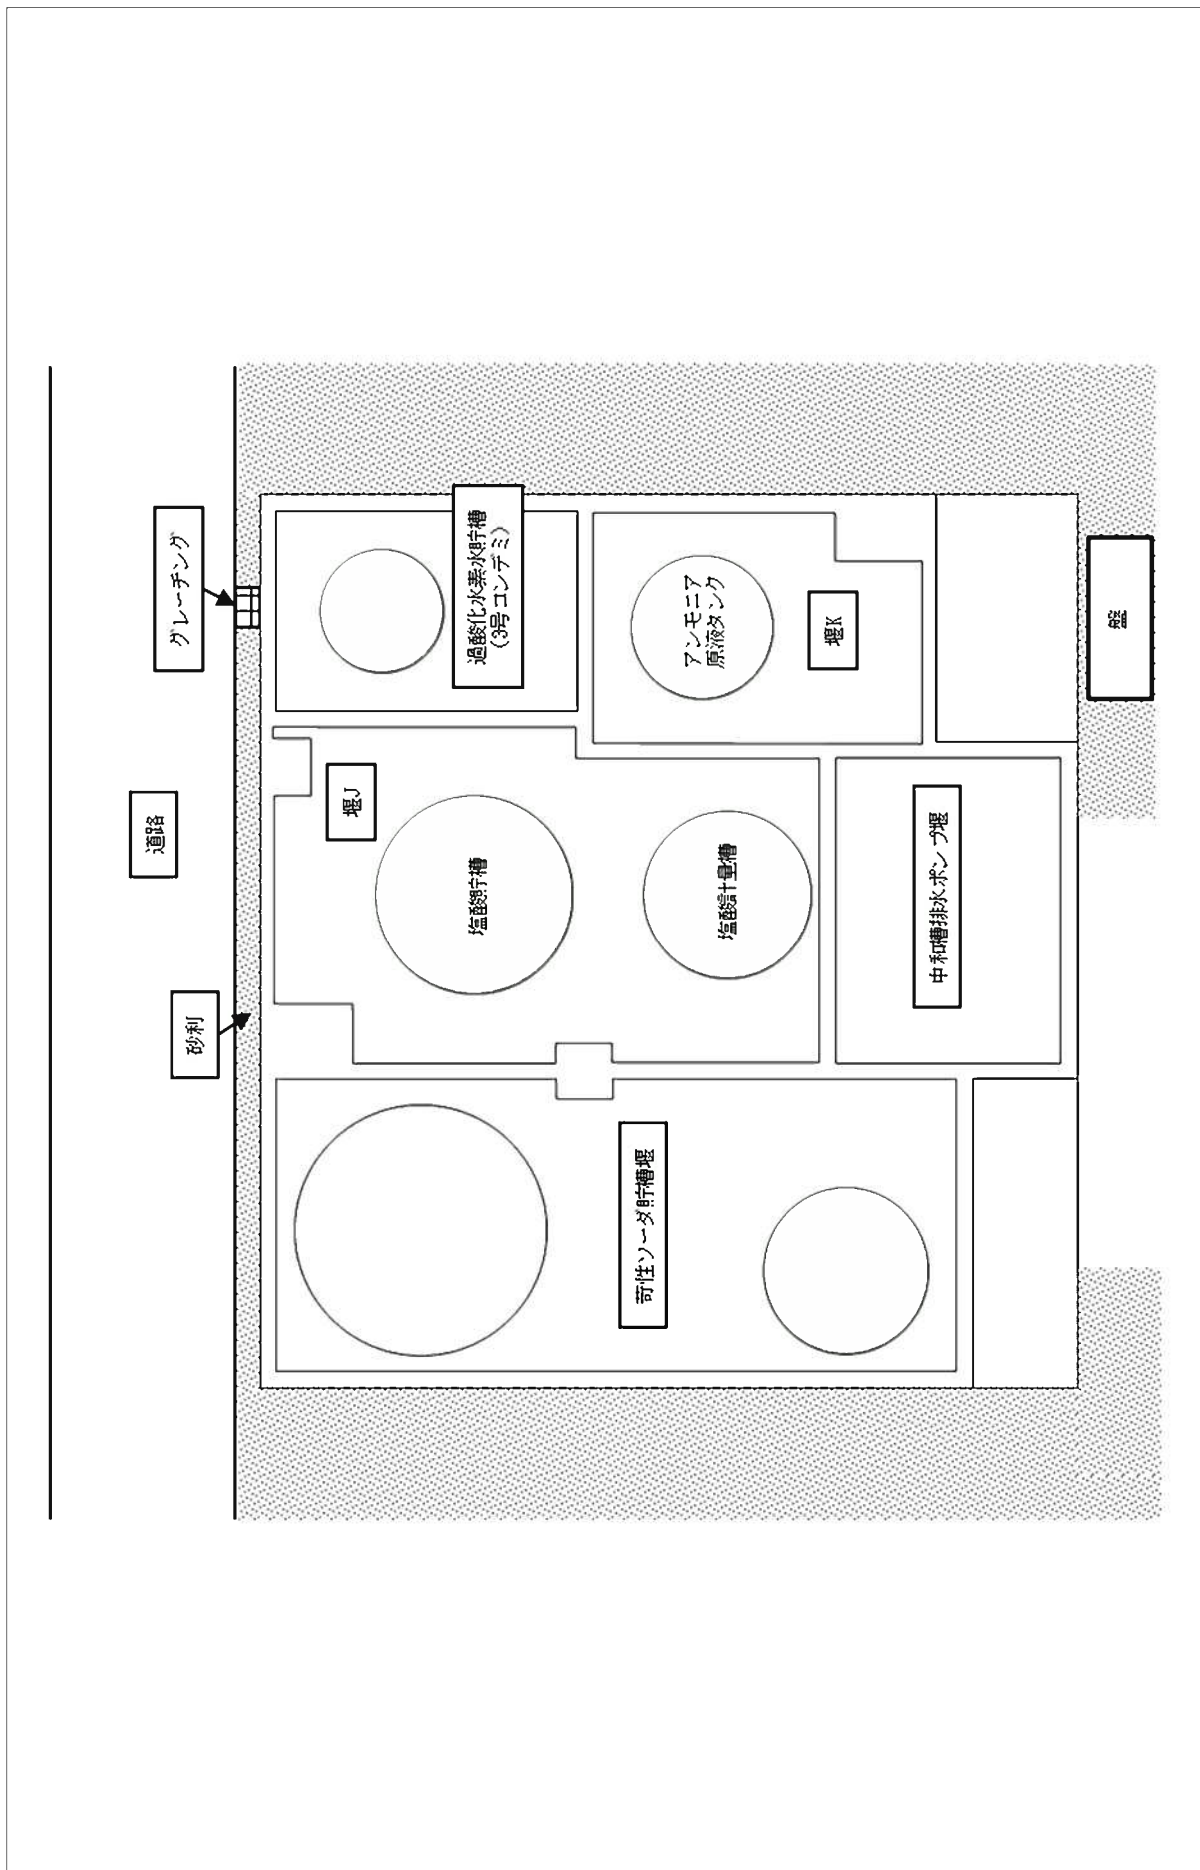 道路
グレーチング
砂利
堰J
過酸化水素水貯槽
(3号コンデミ)
塩酸貯槽
アンモニア
原液タンク
堰K
塩酸計量槽
苛性ソーダ貯槽堰
中和槽排水ポンプ堰
盤